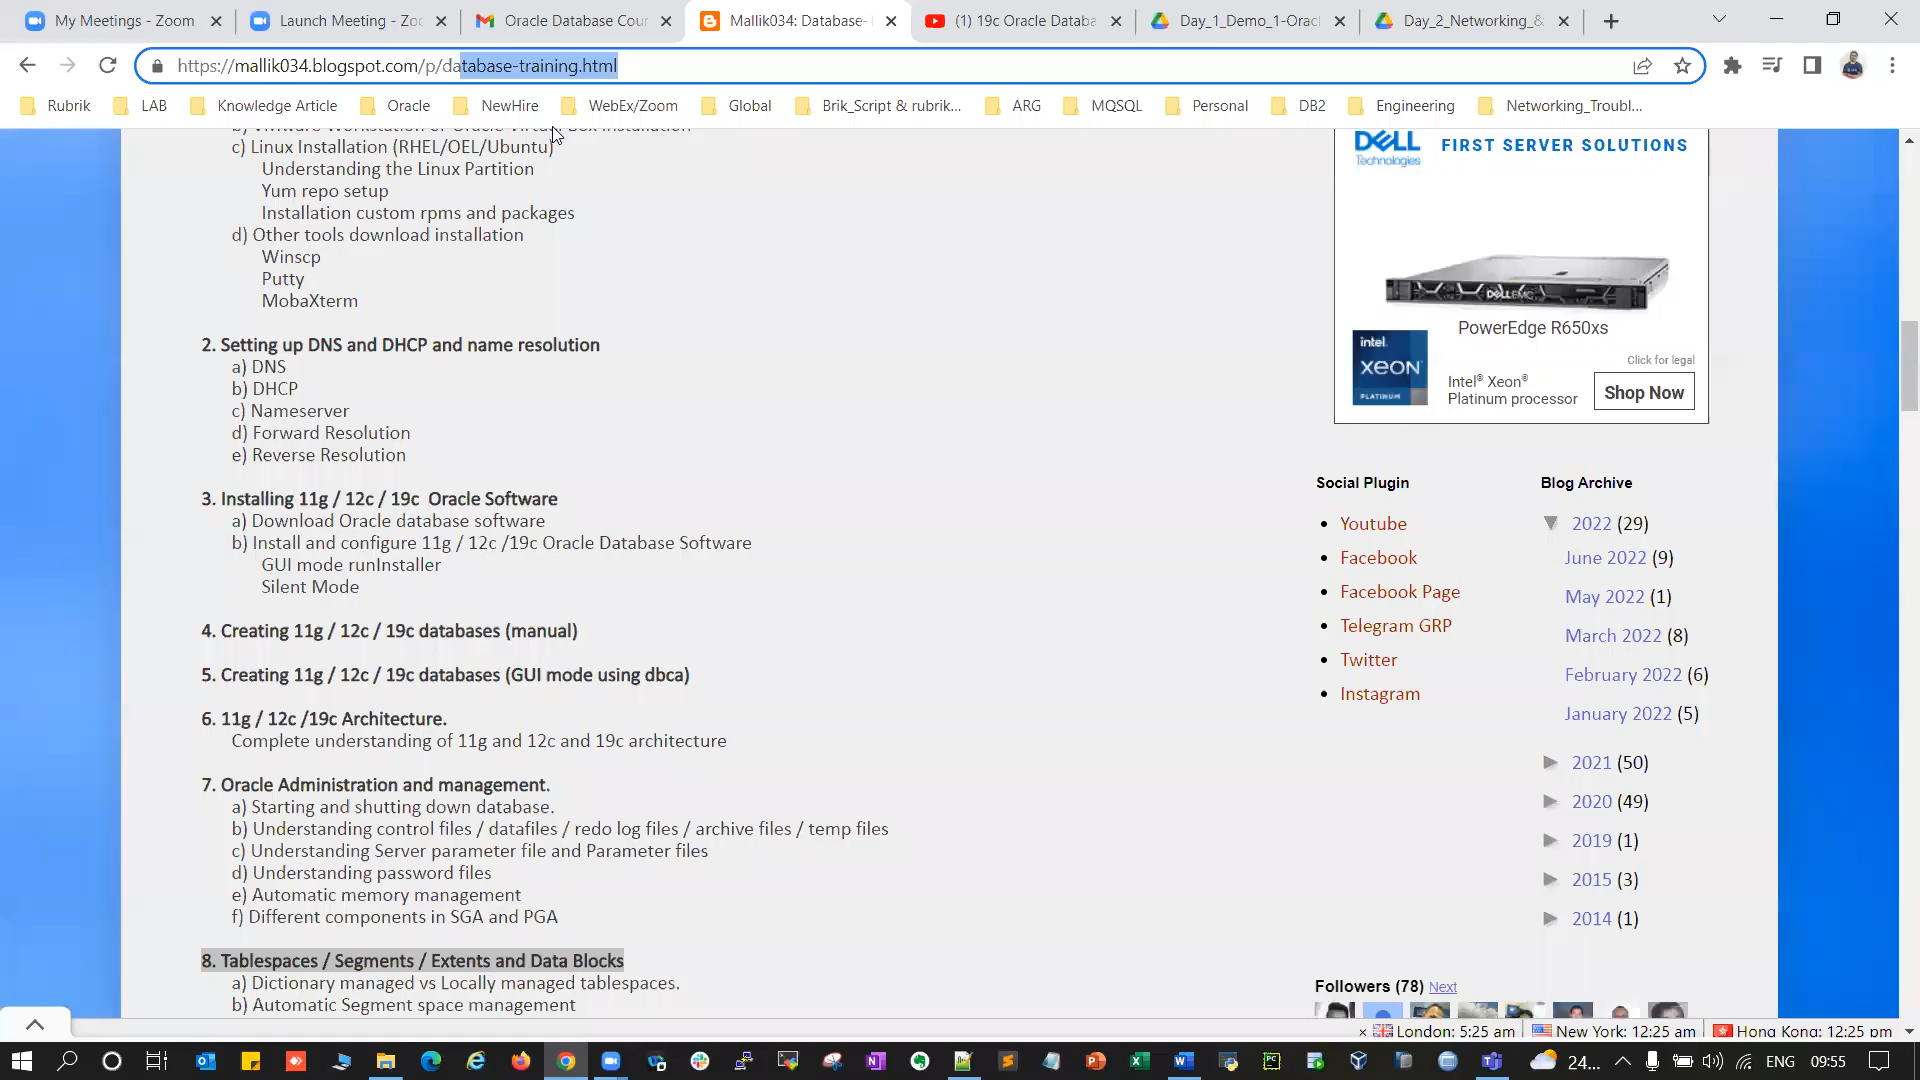 My Meetings - Zoom
Launch Meeting - Zoc
Oracle Database Cour
Mallik034: Database-
(1) 19c Oracle Databa
Day_1_Demo_1-Oracl
Day_2_Networking_&
https://mallik034.blogspot.com/p/database-training.html
Rubrik
LAB
Knowledge Article
Oracle
NewHire
WebEx/Zoom
Global
Brik_Script & rubrik...
ARG
MQSQL
Personal
DB2
Engineering
Networking_Troubl...
b) VMware Workstation or Oracle Virtual Box installation
c) Linux Installation (RHEL/OEL/Ubuntu)
Understanding the Linux Partition
Yum repo setup
Installation custom rpms and packages
d) Other tools download installation
Winscp
Putty
MobaXterm
2. Setting up DNS and DHCP and name resolution
a) DNS
b) DHCP
c) Nameserver
d) Forward Resolution
e) Reverse Resolution
3. Installing 11g / 12c / 19c  Oracle Software
a) Download Oracle database software
b) Install and configure 11g / 12c /19c Oracle Database Software
GUI mode runInstaller
Silent Mode
4. Creating 11g / 12c / 19c databases (manual)
5. Creating 11g / 12c / 19c databases (GUI mode using dbca)
6. 11g / 12c /19c Architecture.
Complete understanding of 11g and 12c and 19c architecture
7. Oracle Administration and management.
a) Starting and shutting down database.
b) Understanding control files / datafiles / redo log files / archive files / temp files
c) Understanding Server parameter file and Parameter files
d) Understanding password files
e) Automatic memory management
f) Different components in SGA and PGA
8. Tablespaces / Segments / Extents and Data Blocks
a) Dictionary managed vs Locally managed tablespaces.
b) Automatic Segment space management
DELL
Technologies
FIRST SERVER SOLUTIONS
DELLEMC
PowerEdge R650xs
intel.
XEON
PLATINUM
Click for legal
Intel® Xeon®
Platinum processor
Shop Now
Social Plugin
Youtube
Facebook
Facebook Page
Telegram GRP
Twitter
Instagram
Blog Archive
2022 (29)
June 2022 (9)
May 2022 (1)
March 2022 (8)
February 2022 (6)
January 2022 (5)
2021 (50)
2020 (49)
2019 (1)
2015 (3)
2014 (1)
Followers (78) Next
London: 5:25 am
New York: 12:25 am
Hong Kong: 12:25 pm
24...
ENG
09:55